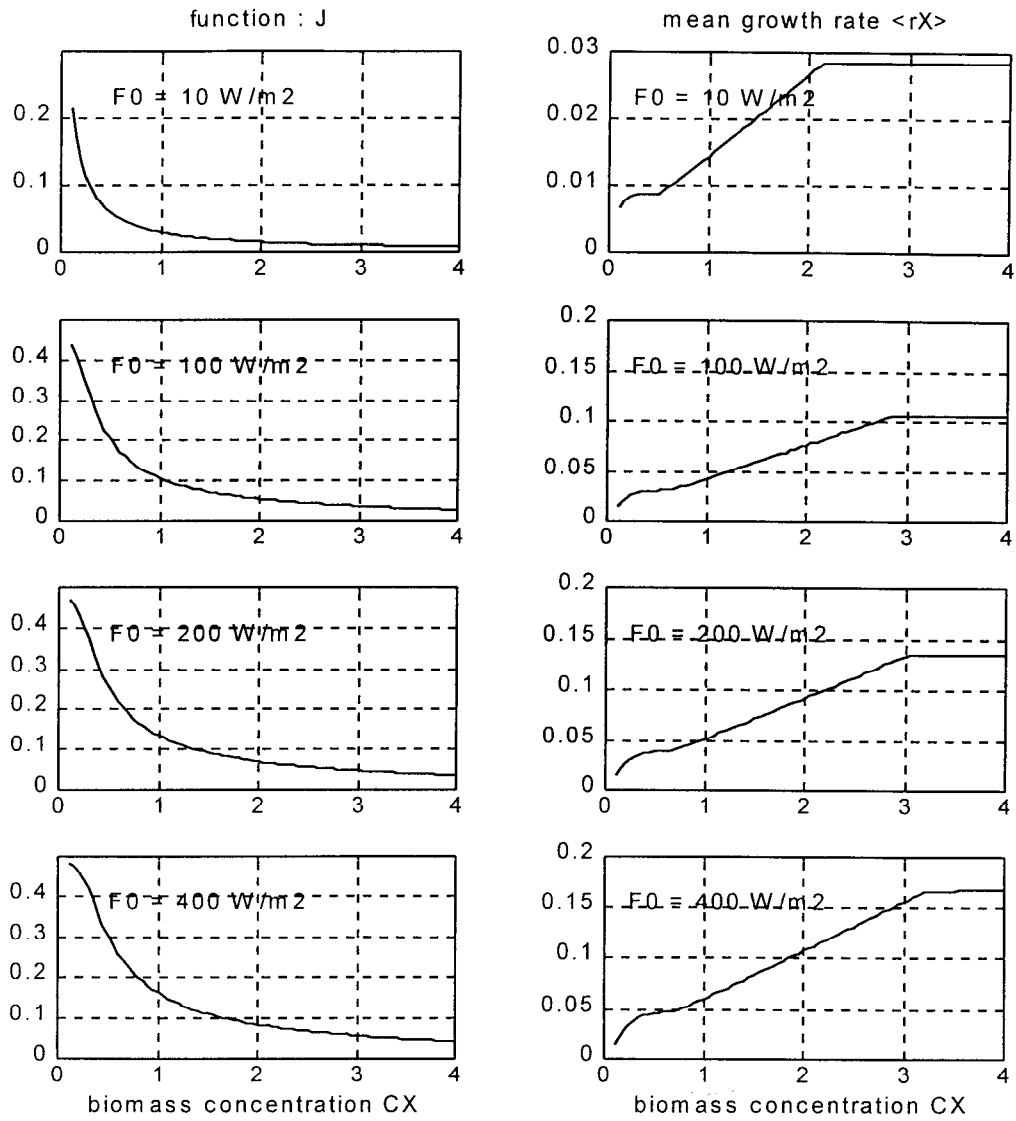 function : J
mean growth rate <rX>
F0 = 10 W/m2
0.2
0.1
0
0 1 2 3 4
F0 = 10 W/m2
0.03
0.02
0.01
0
0 1 2 3 4
F0 = 100 W/m2
0.4
0.3
0.2
0.1
0
0 1 2 3 4
F0 = 100 W/m2
0.2
0.15
0.1
0.05
0
0 1 2 3 4
F0 = 200 W/m2
0.4
0.3
0.2
0.1
0
0 1 2 3 4
F0 = 200 W/m2
0.2
0.15
0.1
0.05
0
0 1 2 3 4
F0 = 400 W/m2
0.4
0.3
0.2
0.1
0
0 1 2 3 4
biomass concentration CX
F0 = 400 W/m2
0.2
0.15
0.1
0.05
0
0 1 2 3 4
biomass concentration CX